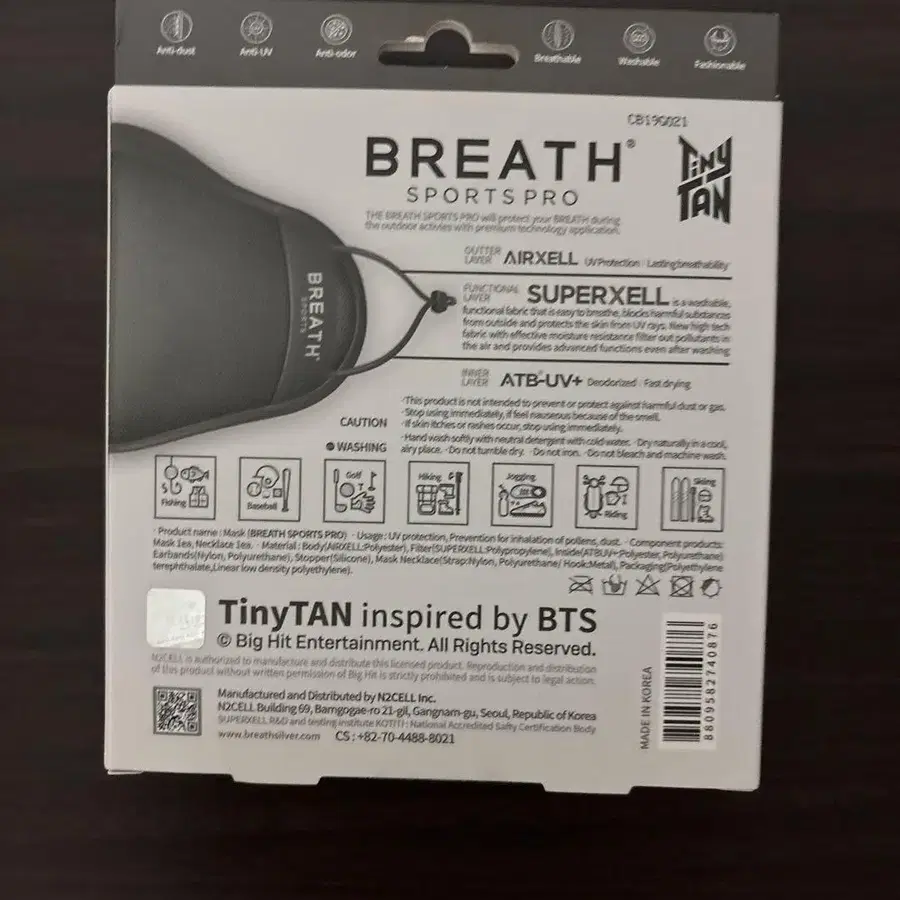 Anti-dust
Anti-UV
Anti-odor
Breathable
Washable
Fashionable
CB19G021
BREATH®
SPORTS PRO
TINY
TAN
THE BREATH SPORTS PRO will protect your BREATH during
the outdoor activies with premium technology application.
OUTTER
LAYER AIRXELL UV Protection / Lasting breathability
FUNCTIONAL
LAYER SUPERXELL is a washable,
functional fabric that is easy to breathe, blocks harmful substances
from outside and protects the skin from UV rays. New high tech
fabric with effective moisture resistance filter out pollutants in
the air and provides advanced functions even after washing
BREATH
SPORTS
INNER
LAYER ATB-UV+ Deodorized / Fast drying
CAUTION
·This product is not intended to prevent or protect against harmful dust or gas.
·Stop using immediately, if feel nauseous because of the smell.
·If skin itches or rashes occur, stop using immediately.
WASHING
·Hand wash softly with neutral detergent with cold water. ·Dry naturally in a cool,
airy place. ·Do not tumble dry. ·Do not iron. ·Do not bleach and machine wash.
Fishing
Baseball
Golf
Hiking
Jogging
Riding
Skiing
· Product name : Mask (BREATH SPORTS PRO) · Usage : UV protection, Prevention for inhalation of pollens, dust. · Component products:
Mask 1ea, Necklace 1ea. · Material : Body(AIRXELL:Polyester), Filter(SUPERXELL:Polypropylene), Inside(ATBUV+:Polyester, Polyurethane)
Earbands(Nylon, Polyurethane), Stopper(Silicone), Mask Necklace(Strap:Nylon, Polyurethane/ Hook:Metal), Packaging(Polyethylene
terephthalate,Linear low density polyethylene).
TinyTAN inspired by BTS
© Big Hit Entertainment. All Rights Reserved.
N2CELL is authorized to manufacture and distribute this licensed product. Reproduction and distribution
of this product without written permission of Big Hit is strictly prohibited and is subject to legal action.
Manufactured and Distributed by N2CELL Inc.
N2CELL Building 69, Bamgogae-ro 21-gil, Gangnam-gu, Seoul, Republic of Korea
SUPERXELL R&D and testing institute KOTITI : National Accredited Safty Certification Body
www.breathsilver.com CS : +82-70-4488-8021
MADE IN KOREA
8809582740876